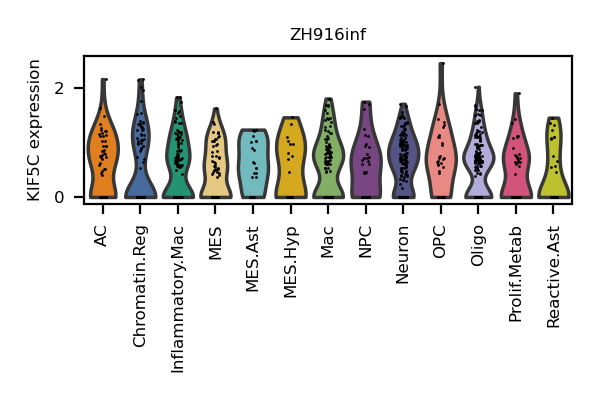 ZH916inf
KIF5C expression
2
0
AC
Chromatin.Reg
Inflammatory.Mac
MES
MES.Ast
MES.Hyp
Mac
NPC
Neuron
OPC
Oligo
Prolif.Metab
Reactive.Ast